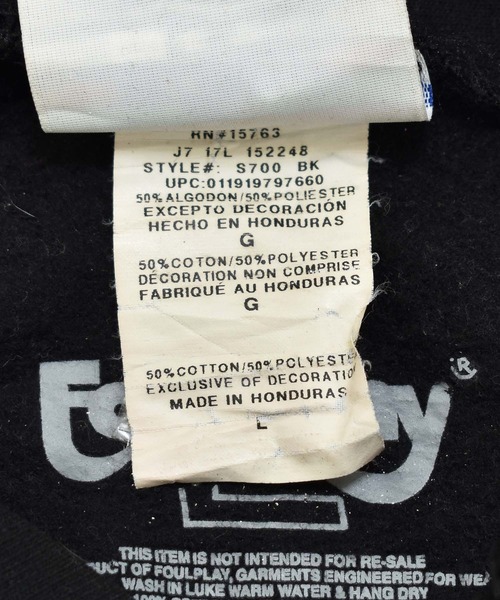 RN#15763
J7 17L 152248
STYLE#: S700 BK
UPC:011919797660
50%ALGODON/50%POLIESTER
EXCEPTO DECORACIÓN
HECHO EN HONDURAS
G
50%COTON/50%POLYESTER
DÉCORATION NON COMPRISE
FABRIQUÉ AU HONDURAS
G
50%COTTON/50%POLYESTE
EXCLUSIVE OF DECORATIO
MADE IN HONDURAS
L
®
THIS ITEM IS NOT INTENDED FOR RE-SALE
UCT OF FOULPLAY, GARMENTS ENGINEERED FOR WEA
WASH IN LUKE WARM WATER & HANG DRY